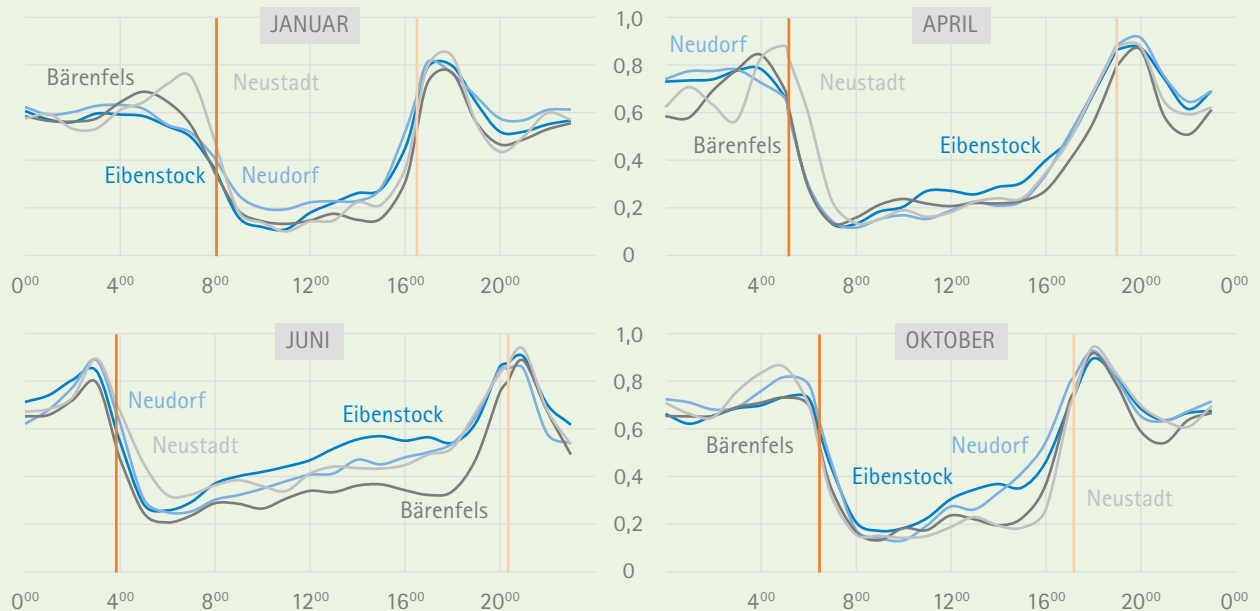 JANUAR
Bärenfels
Neustadt
Eibenstock
Neudorf
0⁰⁰ 4⁰⁰ 8⁰⁰ 12⁰⁰ 16⁰⁰ 20⁰⁰
1,0
0,8
0,6
0,4
0,2
0
APRIL
Neudorf
Neustadt
Bärenfels
Eibenstock
4⁰⁰ 8⁰⁰ 12⁰⁰ 16⁰⁰ 20⁰⁰ 0⁰⁰
JUNI
Neudorf
Neustadt
Eibenstock
Bärenfels
0⁰⁰ 4⁰⁰ 8⁰⁰ 12⁰⁰ 16⁰⁰ 20⁰⁰
1,0
0,8
0,6
0,4
0,2
0
OKTOBER
Bärenfels
Neudorf
Eibenstock
Neustadt
4⁰⁰ 8⁰⁰ 12⁰⁰ 16⁰⁰ 20⁰⁰ 0⁰⁰